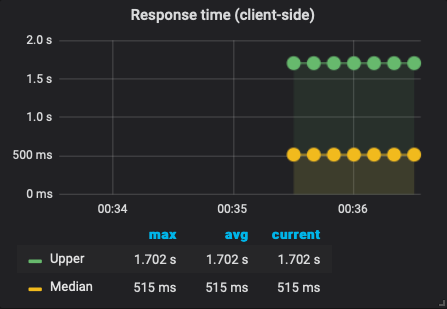 Response time (client-side)
2.0 s
1.5 s
1.0 s
500 ms
0 ms
00:34 00:35 00:36
max avg current
Upper 1.702 s 1.702 s 1.702 s
Median 515 ms 515 ms 515 ms